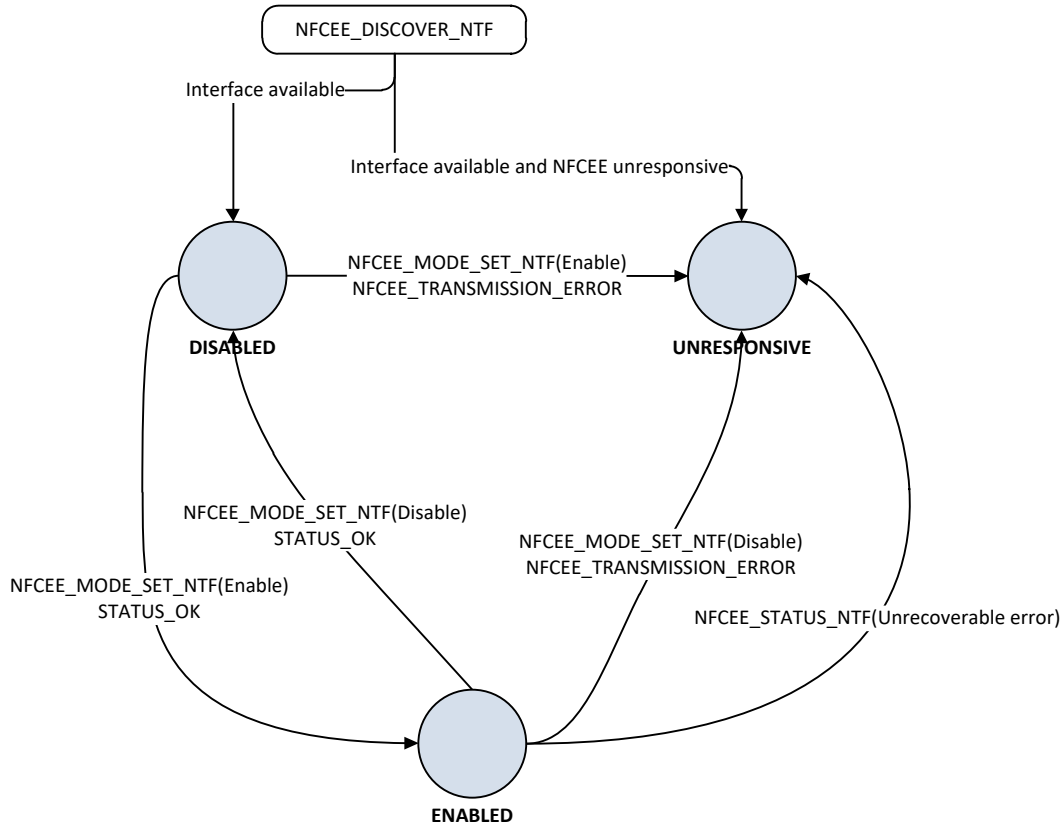 NFCEE_DISCOVER_NTF
Interface available
Interface available and NFCEE unresponsive
NFCEE_MODE_SET_NTF(Enable)
NFCEE_TRANSMISSION_ERROR
DISABLED
UNRESPONSIVE
NFCEE_MODE_SET_NTF(Disable)
STATUS_OK
NFCEE_MODE_SET_NTF(Disable)
NFCEE_TRANSMISSION_ERROR
NFCEE_MODE_SET_NTF(Enable)
STATUS_OK
NFCEE_STATUS_NTF(Unrecoverable error)
ENABLED